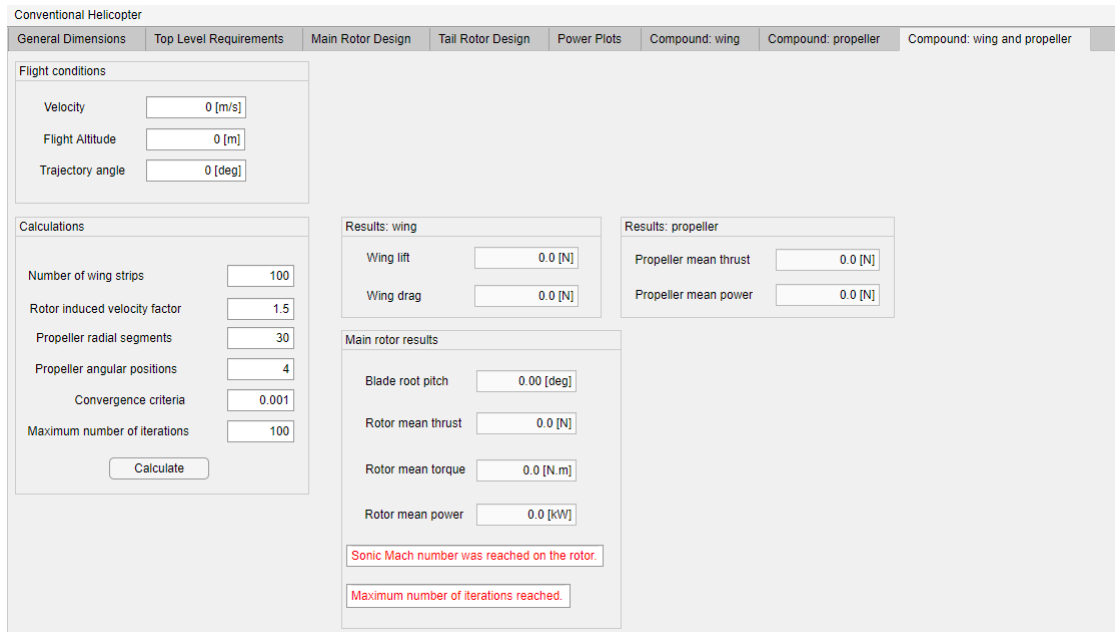 Conventional Helicopter
General Dimensions Top Level Requirements Main Rotor Design Tail Rotor Design Power Plots Compound: wing Compound: propeller Compound: wing and propeller
Flight conditions
Velocity 0 [m/s]
Flight Altitude 0 [m]
Trajectory angle 0 [deg]
Calculations
Number of wing strips 100
Rotor induced velocity factor 1.5
Propeller radial segments 30
Propeller angular positions 4
Convergence criteria 0.001
Maximum number of iterations 100
Calculate
Results: wing
Wing lift 0.0 [N]
Wing drag 0.0 [N]
Results: propeller
Propeller mean thrust 0.0 [N]
Propeller mean power 0.0 [N]
Main rotor results
Blade root pitch 0.00 [deg]
Rotor mean thrust 0.0 [N]
Rotor mean torque 0.0 [N.m]
Rotor mean power 0.0 [kW]
Sonic Mach number was reached on the rotor.
Maximum number of iterations reached.